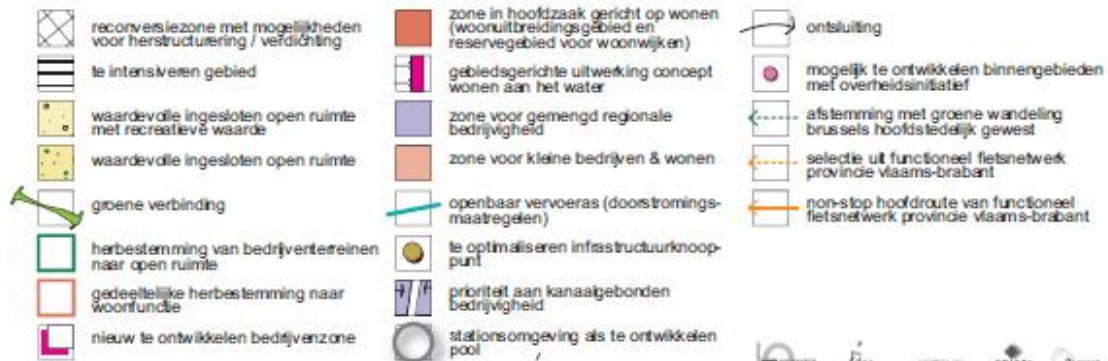 reconversiezone met mogelijkheden
voor herstructurering / verdichting
te intensiveren gebied
waardevolle ingesloten open ruimte
met recreatieve waarde
waardevolle ingesloten open ruimte
groene verbinding
herbestemming van bedrijventerreinen
naar open ruimte
gedeeltelijke herbestemming naar
woonfunctie
nieuw te ontwikkelen bedrijvenzone
zone in hoofdzaak gericht op wonen
(woonuitbreidingsgebied en
reservegebied voor woonwijken)
gebiedsgerichte uitwerking concept
wonen aan het water
zone voor gemengd regionale
bedrijvigheid
zone voor kleine bedrijven & wonen
openbaar vervoeras (doorstromings-
maatregelen)
te optimaliseren infrastructuurknoop-
punt
prioriteit aan kanaalgebonden
bedrijvigheid
stationsomgeving als te ontwikkelen
pool
ontsluiting
mogelijk te ontwikkelen binnengebieden
met overheidsinitiatief
afstemming met groene wandeling
brussels hoofdstedelijk gewest
selectie uit functioneel fietsnetwerk
provincie vlaams-brabant
non-stop hoofdroute van functioneel
fietsnetwerk provincie vlaams-brabant